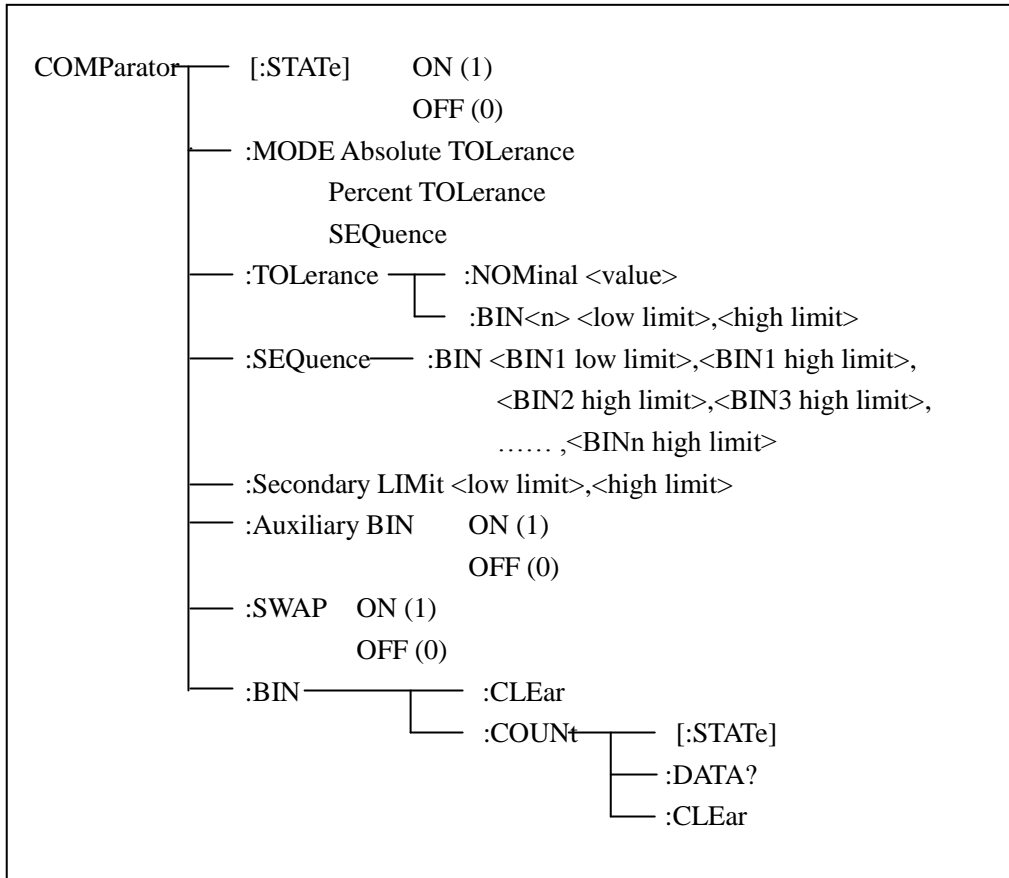 COMParator [:STATe] ON (1)
OFF (0)
:MODE Absolute TOLerance
Percent TOLerance
SEQuence
:TOLerance :NOMinal <value>
:BIN<n> <low limit>,<high limit>
:SEQuence :BIN <BIN1 low limit>,<BIN1 high limit>,
<BIN2 high limit>,<BIN3 high limit>,
…… ,<BINn high limit>
:Secondary LIMit <low limit>,<high limit>
:Auxiliary BIN ON (1)
OFF (0)
:SWAP ON (1)
OFF (0)
:BIN :CLEar
:COUNt [:STATe]
:DATA?
:CLEar